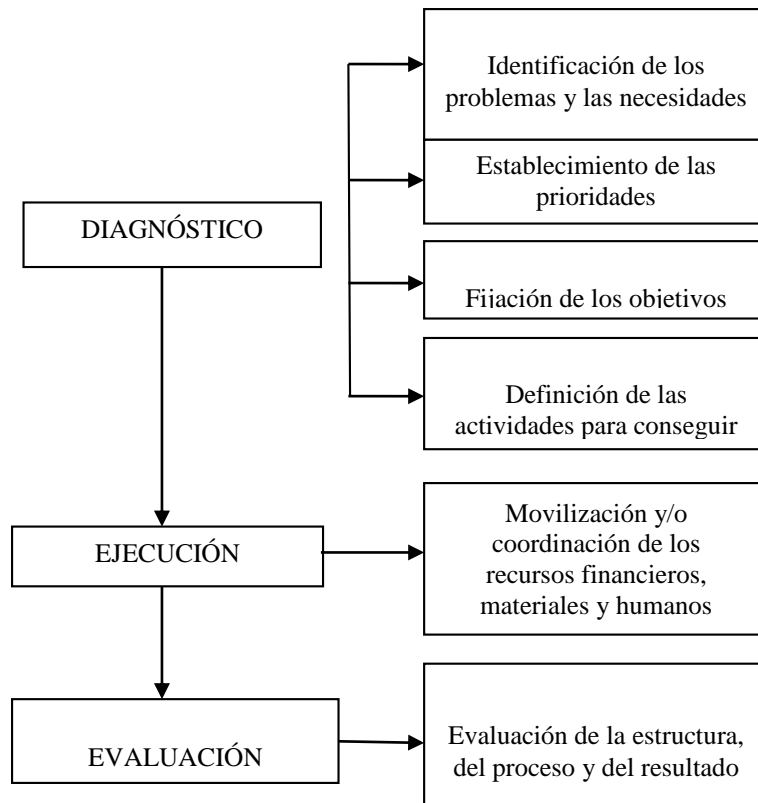 Identificación de los
problemas y las necesidades
Establecimiento de las
prioridades
DIAGNÓSTICO
Fijación de los objetivos
Definición de las
actividades para conseguir
Movilización y/o
coordinación de los
recursos financieros,
materiales y humanos
EJECUCIÓN
Evaluación de la estructura,
del proceso y del resultado
EVALUACIÓN